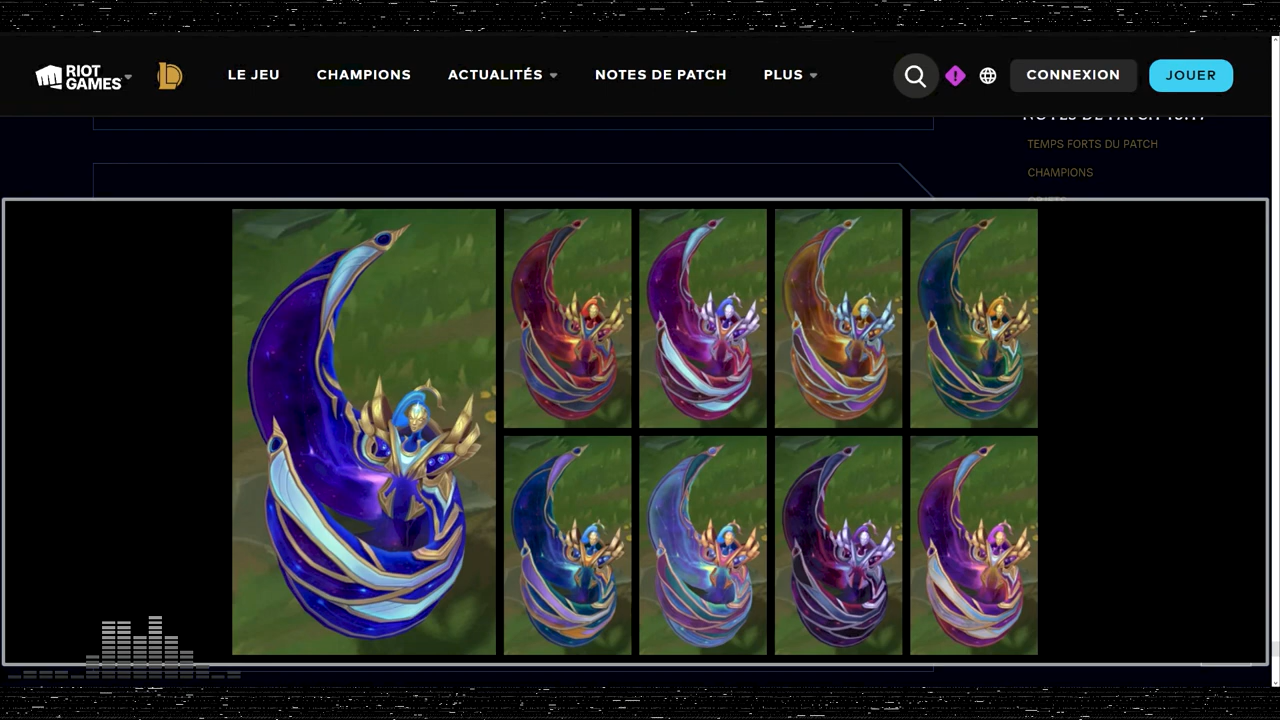 RIOT GAMES
LE JEU
CHAMPIONS
ACTUALITÉS
NOTES DE PATCH
PLUS
CONNEXION
JOUER
TEMPS FORTS DU PATCH
CHAMPIONS